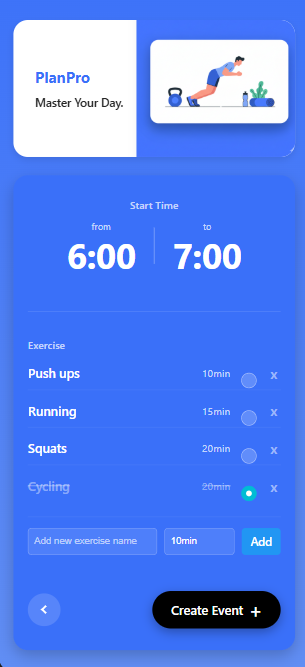 PlanPro
Master Your Day.
Start Time
from to
6:00 7:00
Exercise
Push ups 10min x
Running 15min x
Squats 20min x
Cycling 20min x
Add new exercise name 10min Add
Create Event +